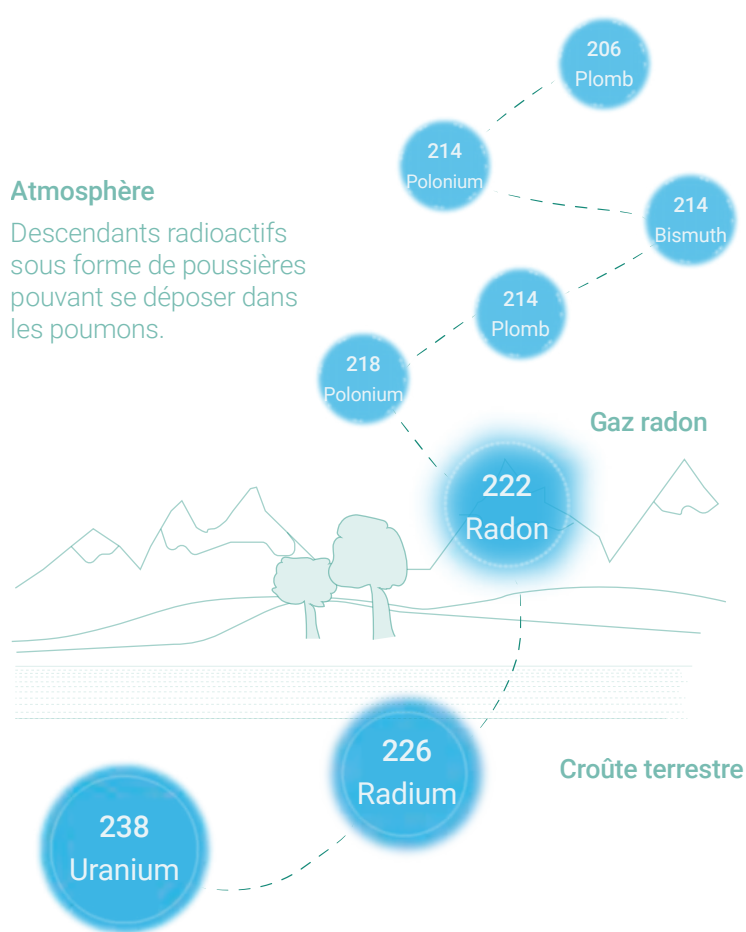 206
Plomb
214
Polonium
Atmosphère
214
Bismuth
Descendants radioactifs
sous forme de poussières
pouvant se déposer dans
les poumons.
214
Plomb
218
Polonium
Gaz radon
222
Radon
226
Radium
Croûte terrestre
238
Uranium